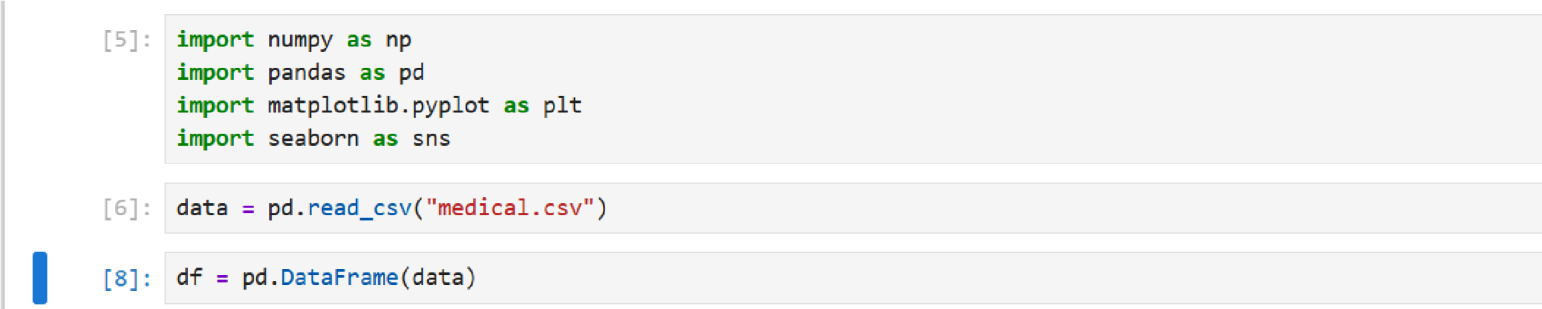 [5]: import numpy as np
import pandas as pd
import matplotlib.pyplot as plt
import seaborn as sns
[6]: data = pd.read_csv("medical.csv")
[8]: df = pd.DataFrame(data)